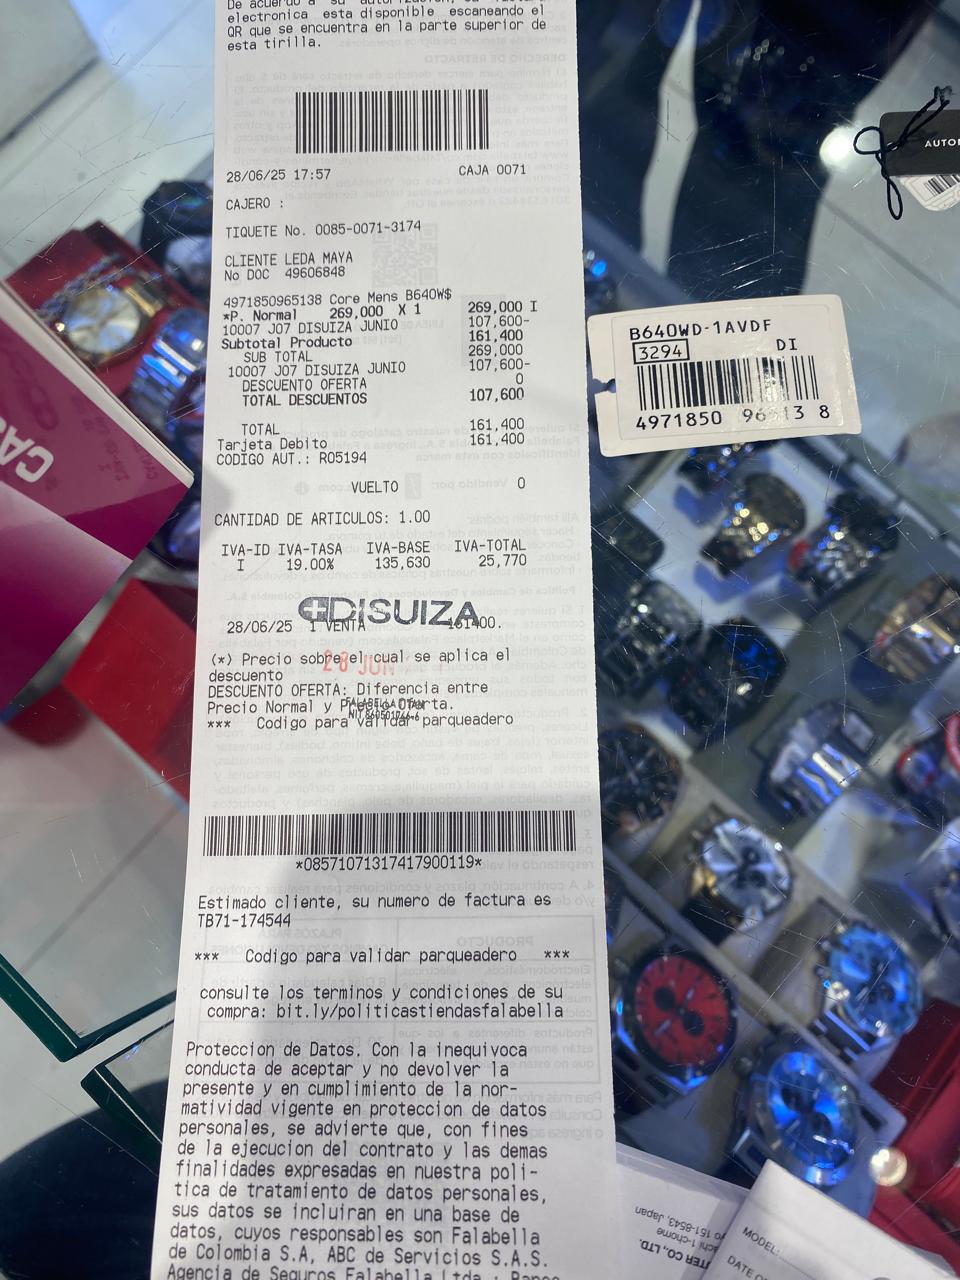 De acuerdo a su autorizacion, su factura
electronica esta disponible escaneando el
QR que se encuentra en la parte superior de
esta tirilla.
28/06/25 17:57 CAJA 0071
CAJERO :
TIQUETE No. 0085-0071-3174
CLIENTE LEDA MAYA
No DOC 49606848
4971850965138 Core Mens B640W$
*P. Normal 269,000 X 1 269,000 I
10007 J07 DISUIZA JUNIO 107,600-
Subtotal Producto 161,400
SUB TOTAL 269,000
10007 J07 DISUIZA JUNIO 107,600-
DESCUENTO OFERTA 0
TOTAL DESCUENTOS 107,600
TOTAL 161,400
Tarjeta Debito 161,400
CODIGO AUT.: R05194
VUELTO 0
CANTIDAD DE ARTICULOS: 1.00
IVA-ID IVA-TASA IVA-BASE IVA-TOTAL
I 19.00% 135,630 25,770
DISUIZA
28/06/25 1 VENTA 161400.
(*) Precio sobre el cual se aplica el
28 JUN
descuento
DESCUENTO OFERTA: Diferencia entre
Precio Normal y Precio Oferta.
*** Codigo para validar parqueadero
*08571071317417900119*
Estimado cliente, su numero de factura es
TB71-174544
*** Codigo para validar parqueadero ***
consulte los terminos y condiciones de su
compra: bit.ly/politicastiendasfalabella
Proteccion de Datos. Con la inequivoca
conducta de aceptar y no devolver la
presente y en cumplimiento de la nor-
matividad vigente en proteccion de datos
personales, se advierte que, con fines
de la ejecucion del contrato y las demas
finalidades expresadas en nuestra poli-
tica de tratamiento de datos personales,
sus datos se incluiran en una base de
datos, cuyos responsables son Falabella
de Colombia S.A, ABC de Servicios S.A.S.
Agencia de Seguros Falabella Ltda.; Banco
B640WD-1AVDF
3294 DI
4971850 96513 8
MODEL: